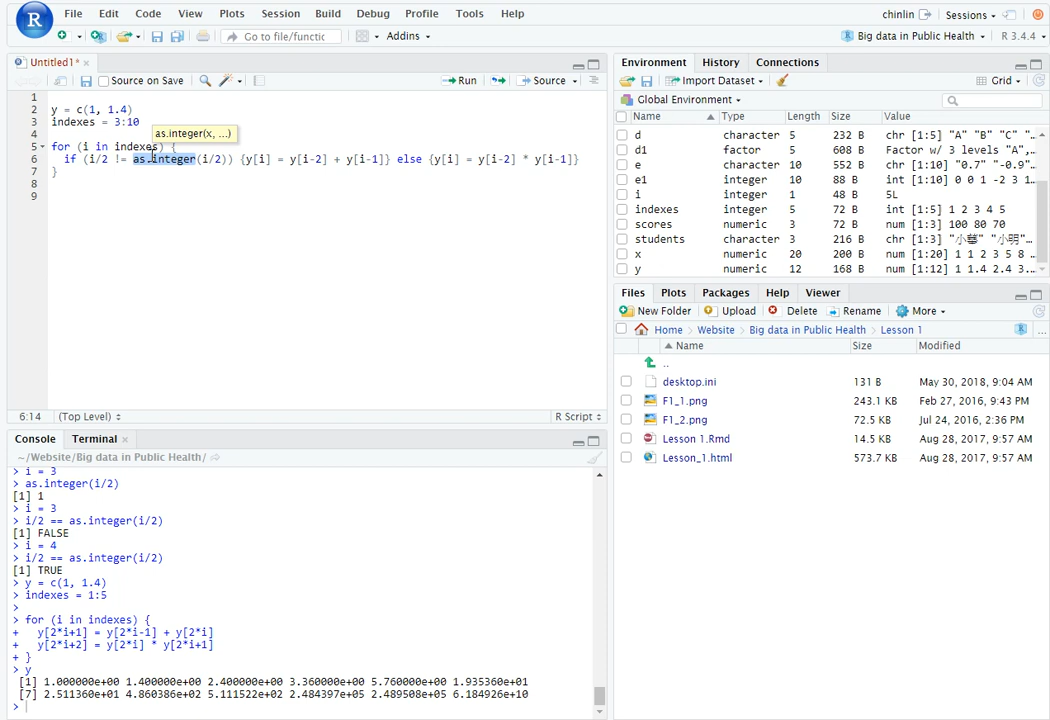 File Edit Code View Plots Session Build Debug Profile Tools Help chinlin Sessions
Go to file/functic Addins Big data in Public Health R 3.4.4
Untitled1*
Source on Save Run Source
1
2 y = c(1, 1.4)
3 indexes = 3:10
as.integer(x, ...)
4
5 for (i in indexes) {
6 if (i/2 != as.integer(i/2)) {y[i] = y[i-2] + y[i-1]} else {y[i] = y[i-2] * y[i-1]}
7 }
8
9
6:14 (Top Level) R Script
Console Terminal
~/Website/Big data in Public Health/
> i = 3
> as.integer(i/2)
[1] 1
> i = 3
> i/2 == as.integer(i/2)
[1] FALSE
> i = 4
> i/2 == as.integer(i/2)
[1] TRUE
> y = c(1, 1.4)
> indexes = 1:5
>
> for (i in indexes) {
+ y[2*i+1] = y[2*i-1] + y[2*i]
+ y[2*i+2] = y[2*i] * y[2*i+1]
+ }
> y
[1] 1.000000e+00 1.400000e+00 2.400000e+00 3.360000e+00 5.760000e+00 1.935360e+01
[7] 2.511360e+01 4.860386e+02 5.111522e+02 2.484397e+05 2.489508e+05 6.184926e+10
>
Environment History Connections
Import Dataset Grid
Global Environment
Name Type Length Size Value
d character 5 232 B chr [1:5] "A" "B" "C" "…
d1 factor 5 608 B Factor w/ 3 levels "A",…
e character 10 552 B chr [1:10] "0.7" "-0.9"…
e1 integer 10 88 B int [1:10] 0 0 1 -2 3 1…
i integer 1 48 B 5L
indexes integer 5 72 B int [1:5] 1 2 3 4 5
scores numeric 3 72 B num [1:3] 100 80 70
students character 3 216 B chr [1:3] "小華" "小明"…
x numeric 20 200 B num [1:20] 1 1 2 3 5 8 …
y numeric 12 168 B num [1:12] 1 1.4 2.4 3.…
Files Plots Packages Help Viewer
New Folder Upload Delete Rename More
Home Website Big data in Public Health Lesson 1 ...
Name Size Modified
..
desktop.ini 131 B May 30, 2018, 9:04 AM
F1_1.png 243.1 KB Feb 27, 2016, 9:43 PM
F1_2.png 72.5 KB Jul 24, 2016, 2:36 PM
Lesson 1.Rmd 14.5 KB Aug 28, 2017, 9:57 AM
Lesson_1.html 573.7 KB Aug 28, 2017, 9:57 AM